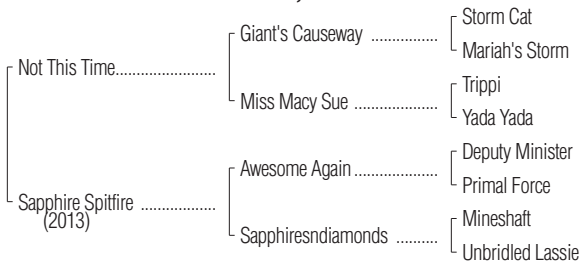 Storm Cat
Giant's Causeway ................
Mariah's Storm
Not This Time........................
Trippi
Miss Macy Sue ....................
Yada Yada
Deputy Minister
Awesome Again ....................
Primal Force
Sapphire Spitfire ..................
(2013)
Mineshaft
Sapphiresndiamonds ..........
Unbridled Lassie